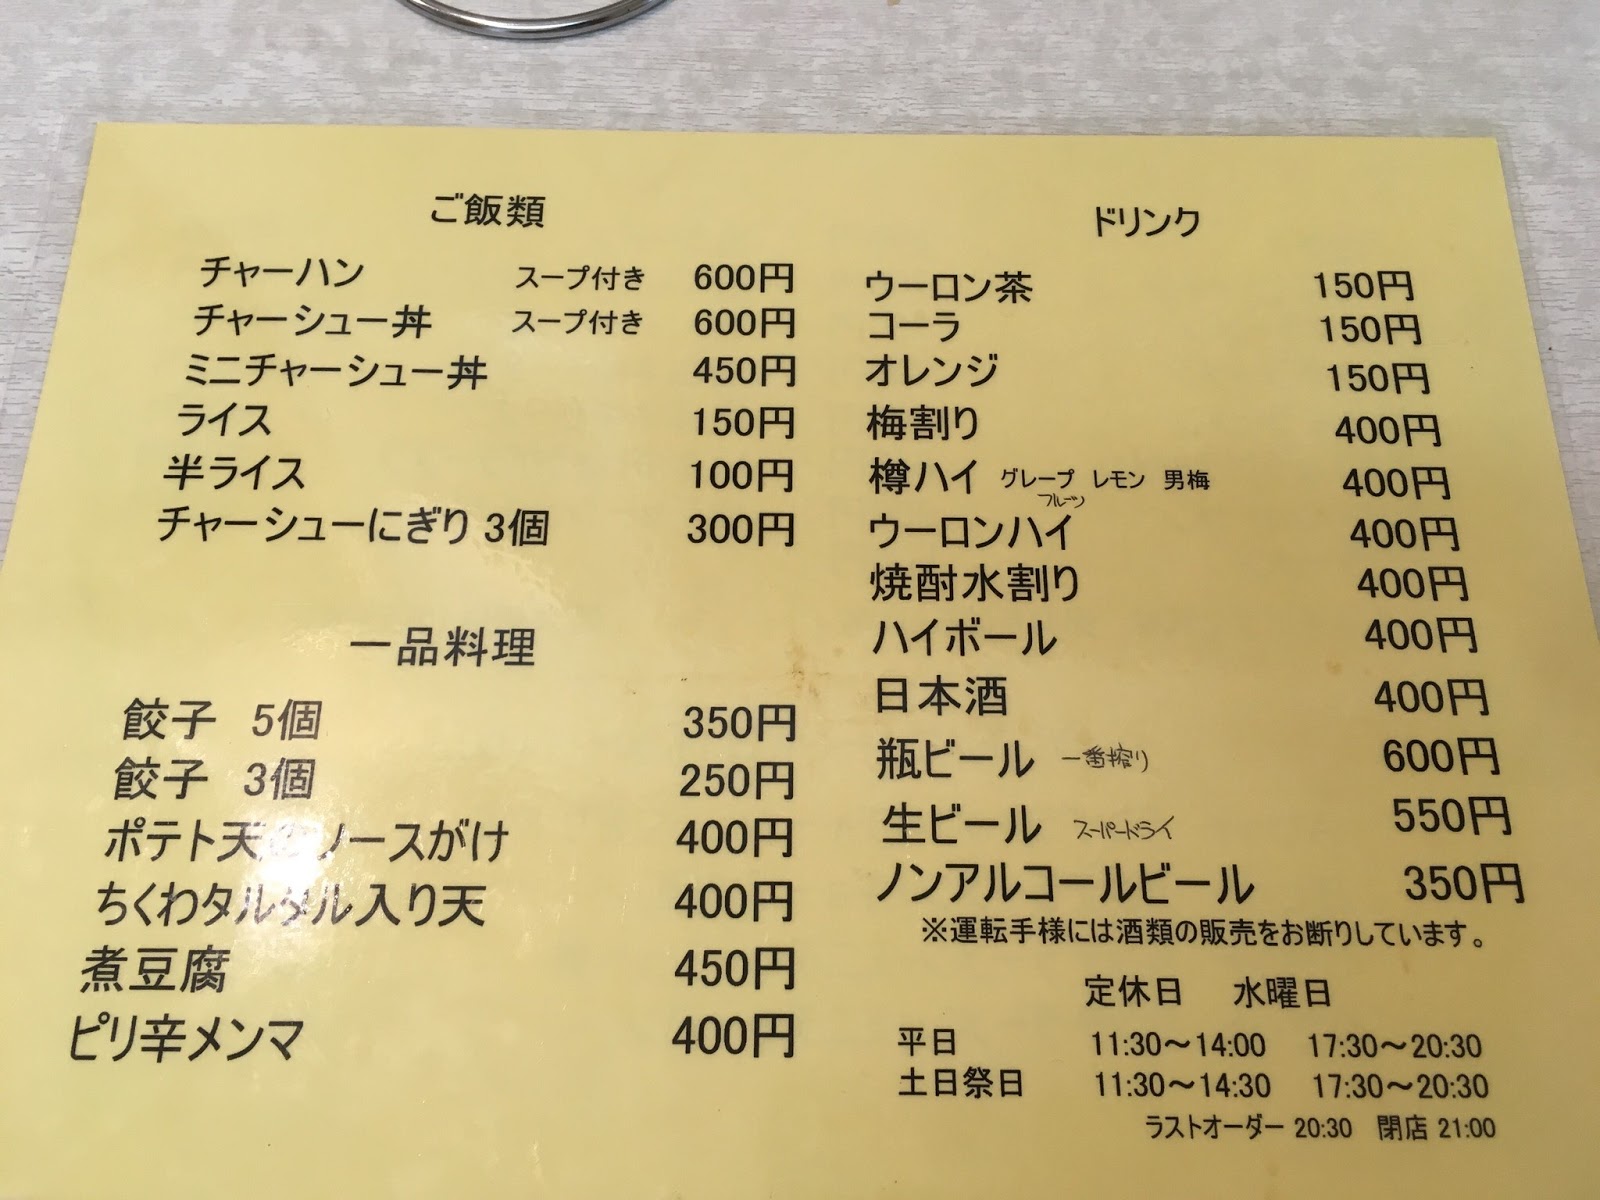 ご飯類
チャーハン スープ付き 600円
チャーシュー丼 スープ付き 600円
ミニチャーシュー丼 450円
ライス 150円
半ライス 100円
チャーシューにぎり 3個 300円
一品料理
餃子 5個 350円
餃子 3個 250円
ポテト天のソースがけ 400円
ちくわタルタル入り天 400円
煮豆腐 450円
ピリ辛メンマ 400円
ドリンク
ウーロン茶 150円
コーラ 150円
オレンジ 150円
梅割り 400円
樽ハイ グレープ レモン 男梅 400円
フルーツ
ウーロンハイ 400円
焼酎水割り 400円
ハイボール 400円
日本酒 400円
瓶ビール 一番搾り 600円
生ビール スーパードライ 550円
ノンアルコールビール 350円
※運転手様には酒類の販売をお断りしています。
定休日 水曜日
平日 11:30～14:00 17:30～20:30
土日祭日 11:30～14:30 17:30～20:30
ラストオーダー 20:30 閉店 21:00